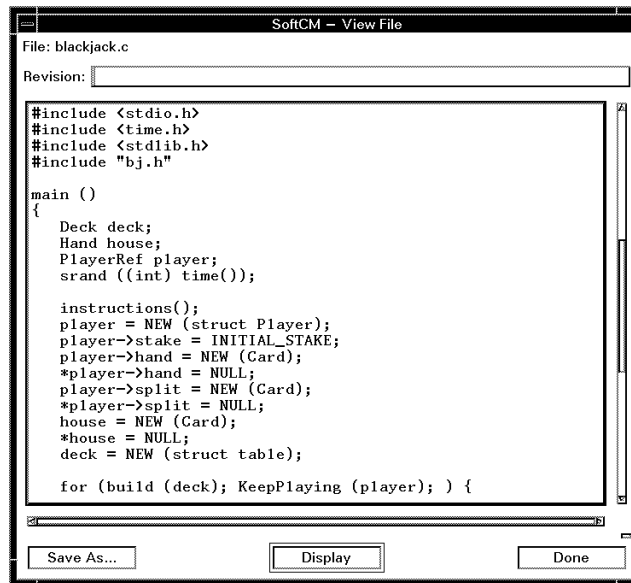 SoftCM – View File
File: blackjack.c
Revision:
#include <stdio.h>
#include <time.h>
#include <stdlib.h>
#include "bj.h"
main ()
{
   Deck deck;
   Hand house;
   PlayerRef player;
   srand ((int) time());
   instructions();
   player = NEW (struct Player);
   player->stake = INITIAL_STAKE;
   player->hand = NEW (Card);
   *player->hand = NULL;
   player->split = NEW (Card);
   *player->split = NULL;
   house = NEW (Card);
   *house = NULL;
   deck = NEW (struct table);
   for (build (deck); KeepPlaying (player); ) {
Save As... Display Done